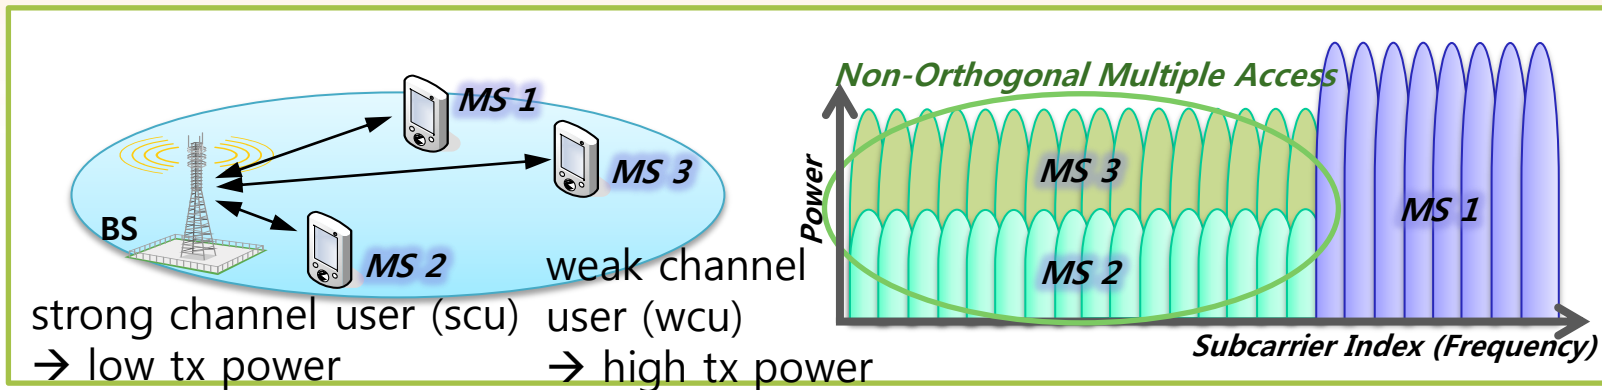 MS 1
MS 3
BS
MS 2
strong channel user (scu)
→ low tx power
weak channel
user (wcu)
→ high tx power
Non-Orthogonal Multiple Access
Power
MS 3
MS 2
MS 1
Subcarrier Index (Frequency)